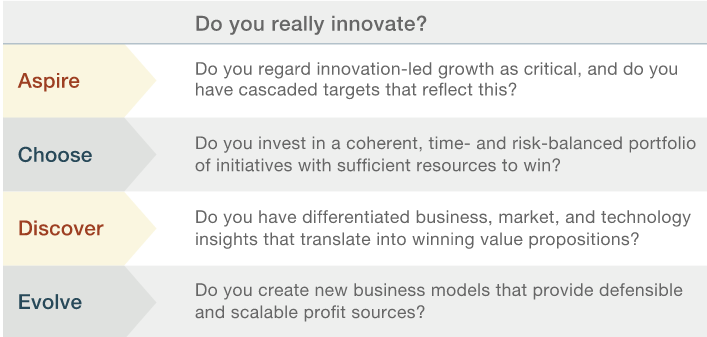 Do you really innovate?
Aspire
Do you regard innovation-led growth as critical, and do you
have cascaded targets that reflect this?
Choose
Do you invest in a coherent, time- and risk-balanced portfolio
of initiatives with sufficient resources to win?
Discover
Do you have differentiated business, market, and technology
insights that translate into winning value propositions?
Evolve
Do you create new business models that provide defensible
and scalable profit sources?